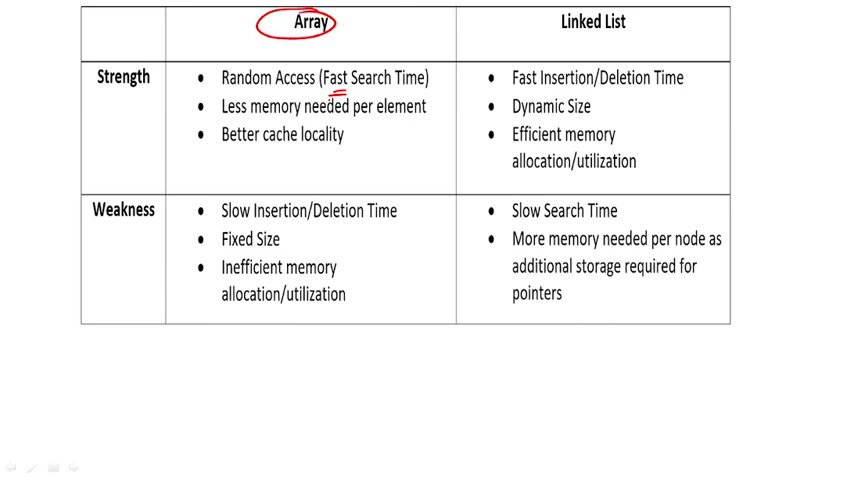 Array
Linked List
Strength
• Random Access (Fast Search Time)
• Less memory needed per element
• Better cache locality
• Fast Insertion/Deletion Time
• Dynamic Size
• Efficient memory
allocation/utilization
Weakness
• Slow Insertion/Deletion Time
• Fixed Size
• Inefficient memory
allocation/utilization
• Slow Search Time
• More memory needed per node as
additional storage required for
pointers